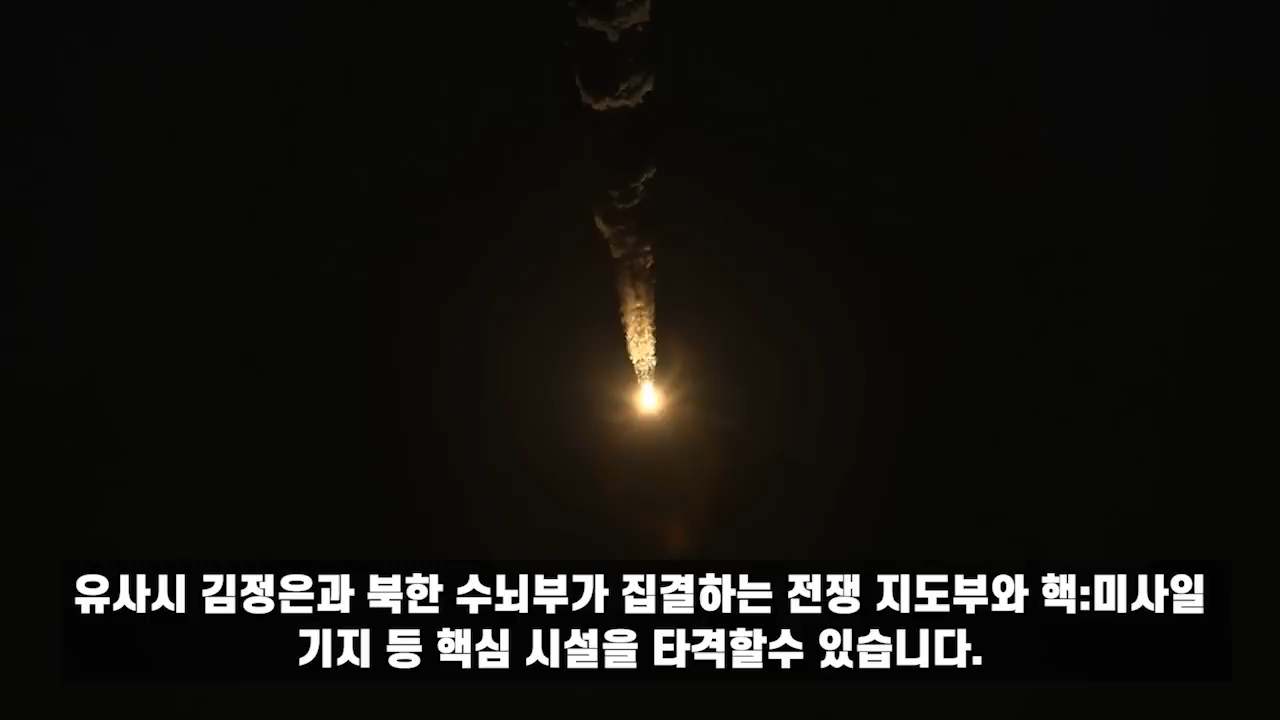 유사시 김정은과 북한 수뇌부가 집결하는 전쟁 지도부와 핵:미사일
기지 등 핵심 시설을 타격할수 있습니다.